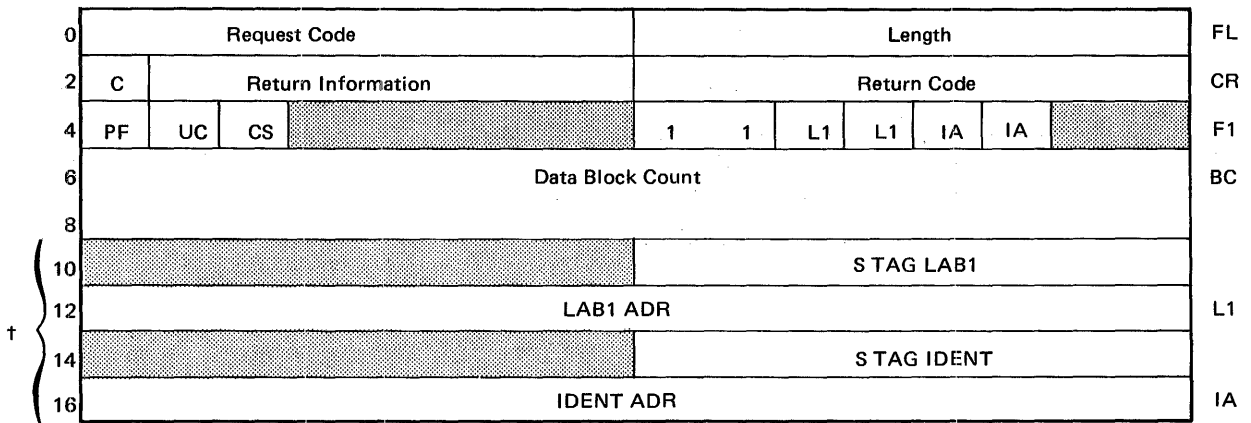 0 Request Code Length FL
2 C Return Information Return Code CR
4 PF UC CS 1 1 L1 L1 IA IA F1
6 Data Block Count BC
8
10 S TAG LAB1
12 LAB1 ADR L1
†
14 S TAG IDENT
16 IDENT ADR IA